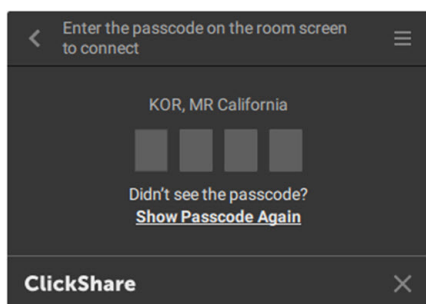 Enter the passcode on the room screen
to connect
KOR, MR California
Didn't see the passcode?
Show Passcode Again
ClickShare